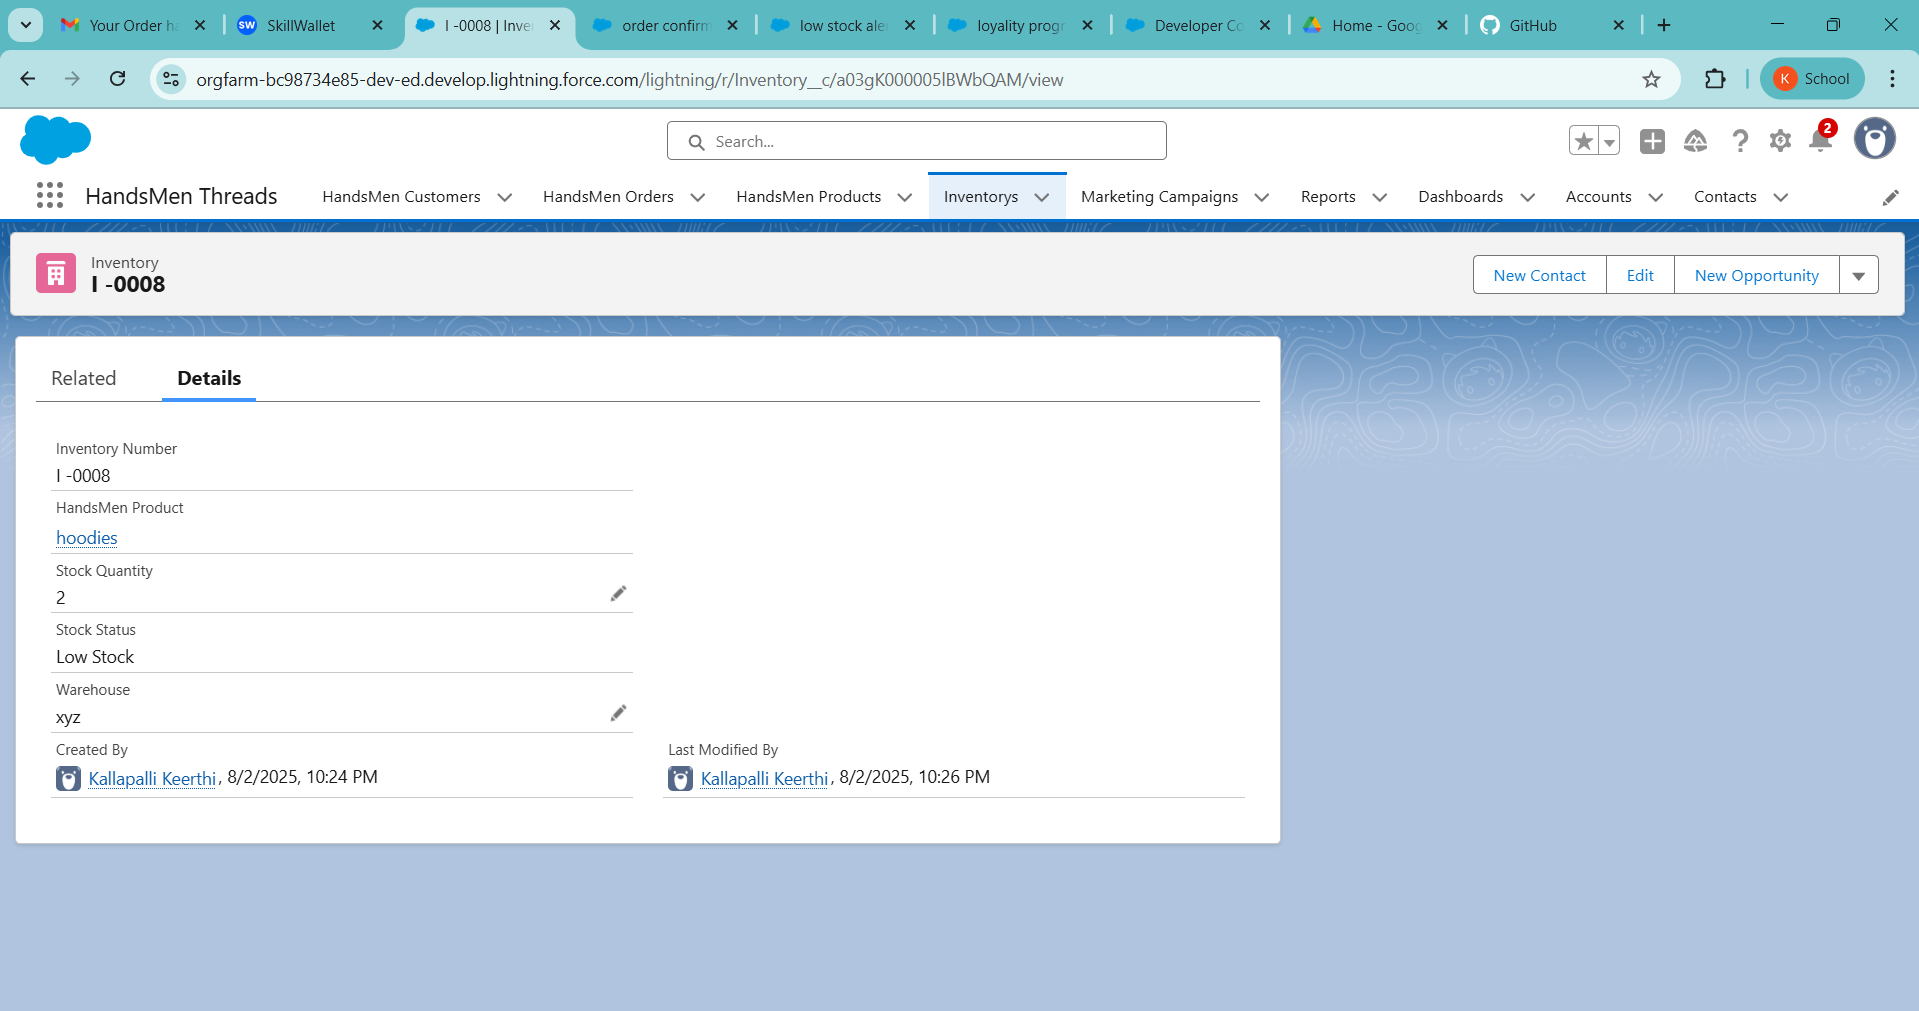 Your Order ha
SW SkillWallet
I -0008 | Inve
order confirm
low stock ale
loyality progr
Developer Co
Home - Goog
GitHub
orgfarm-bc98734e85-dev-ed.develop.lightning.force.com/lightning/r/Inventory__c/a03gK000005lBWbQAM/view
K School
Search...
2
HandsMen Threads
HandsMen Customers
HandsMen Orders
HandsMen Products
Inventorys
Marketing Campaigns
Reports
Dashboards
Accounts
Contacts
Inventory
I -0008
New Contact
Edit
New Opportunity
Related
Details
Inventory Number
I -0008
HandsMen Product
hoodies
Stock Quantity
2
Stock Status
Low Stock
Warehouse
xyz
Created By
Kallapalli Keerthi, 8/2/2025, 10:24 PM
Last Modified By
Kallapalli Keerthi, 8/2/2025, 10:26 PM